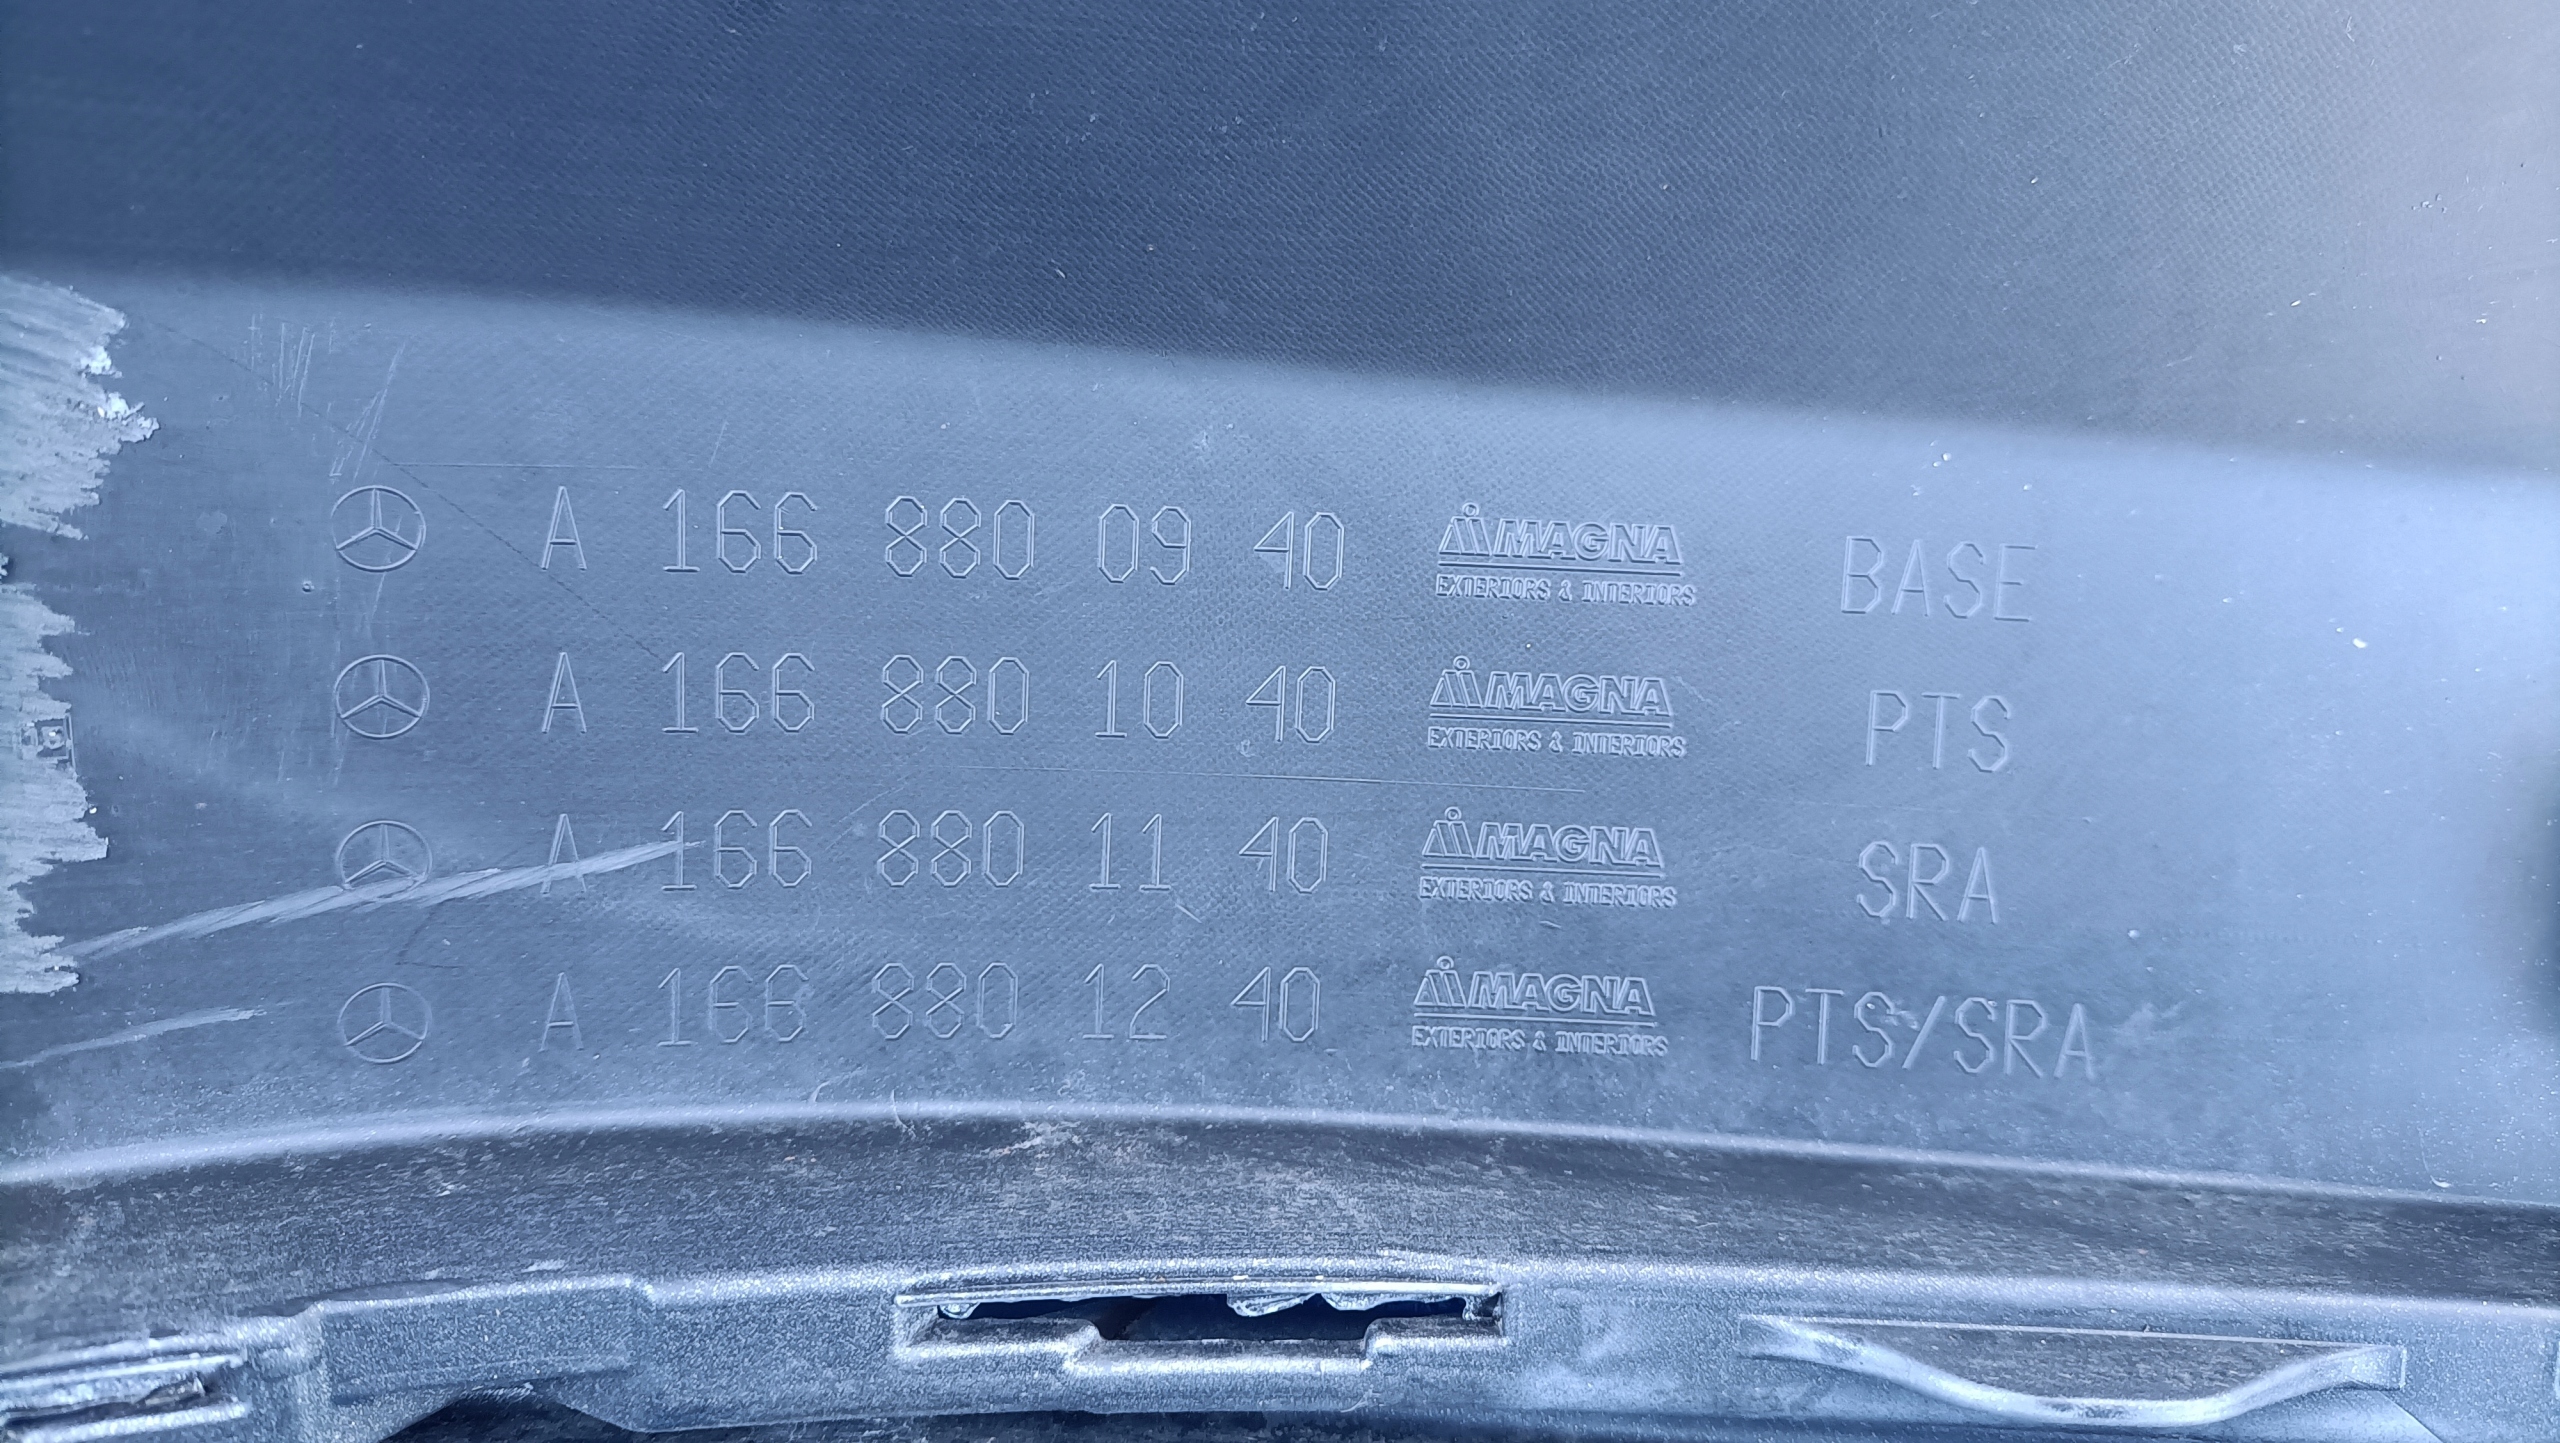 A 166 880 09 40 MAGNA BASE
EXTERIORS & INTERIORS
A 166 880 10 40 MAGNA PTS
EXTERIORS & INTERIORS
A 166 880 11 40 MAGNA SRA
EXTERIORS & INTERIORS
A 166 880 12 40 MAGNA PTS/SRA
EXTERIORS & INTERIORS